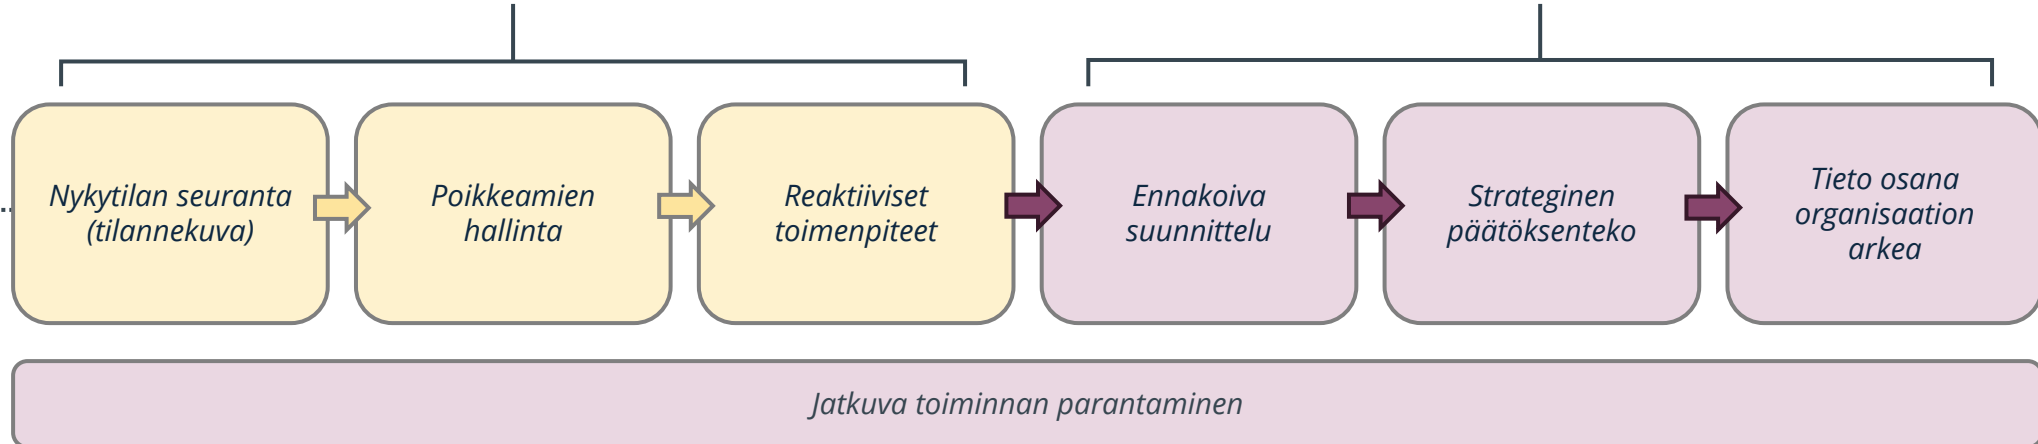 Nykytilan seuranta
(tilannekuva)
Poikkeamien
hallinta
Reaktiiviset
toimenpiteet
Ennakoiva
suunnittelu
Strateginen
päätöksenteko
Tieto osana
organisaation
arkea
Jatkuva toiminnan parantaminen